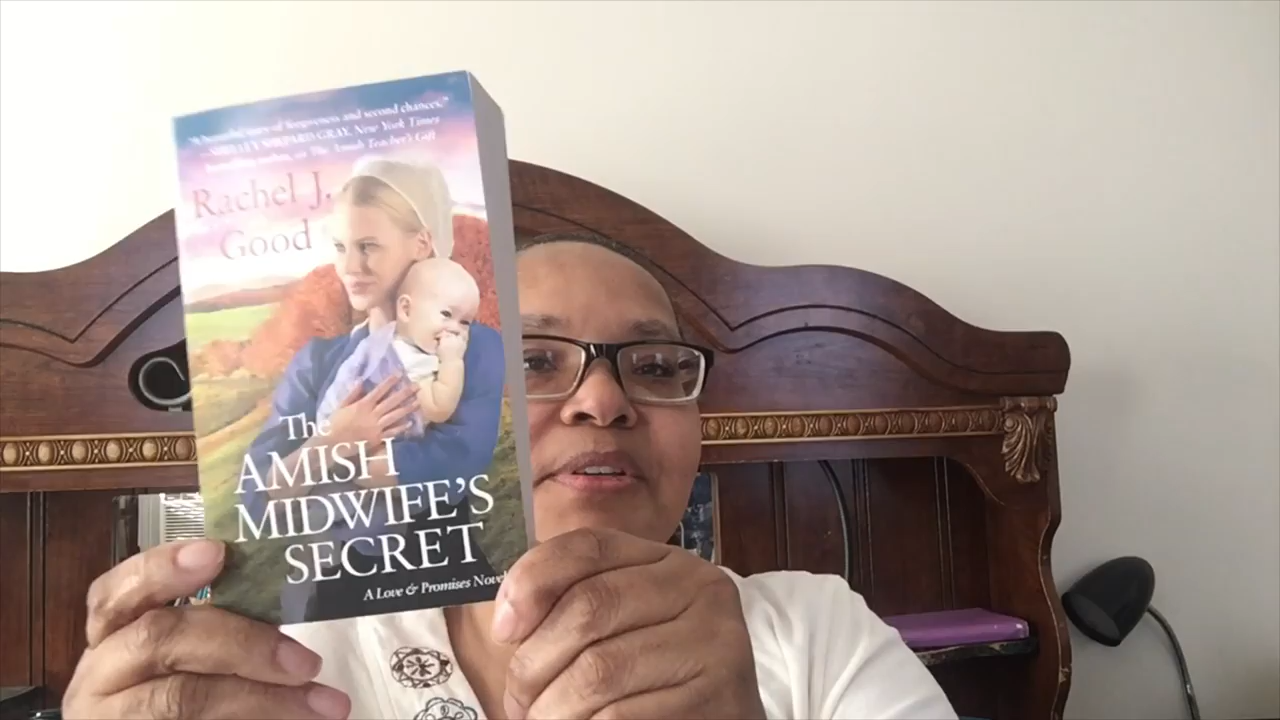 "A beautiful story of forgiveness and second chances."
—SHELLEY SHEPARD GRAY, New York Times
bestselling author, on The Amish Teacher's Gift
Rachel J.
Good
The
AMISH
MIDWIFE'S
SECRET
A Love & Promises Novel